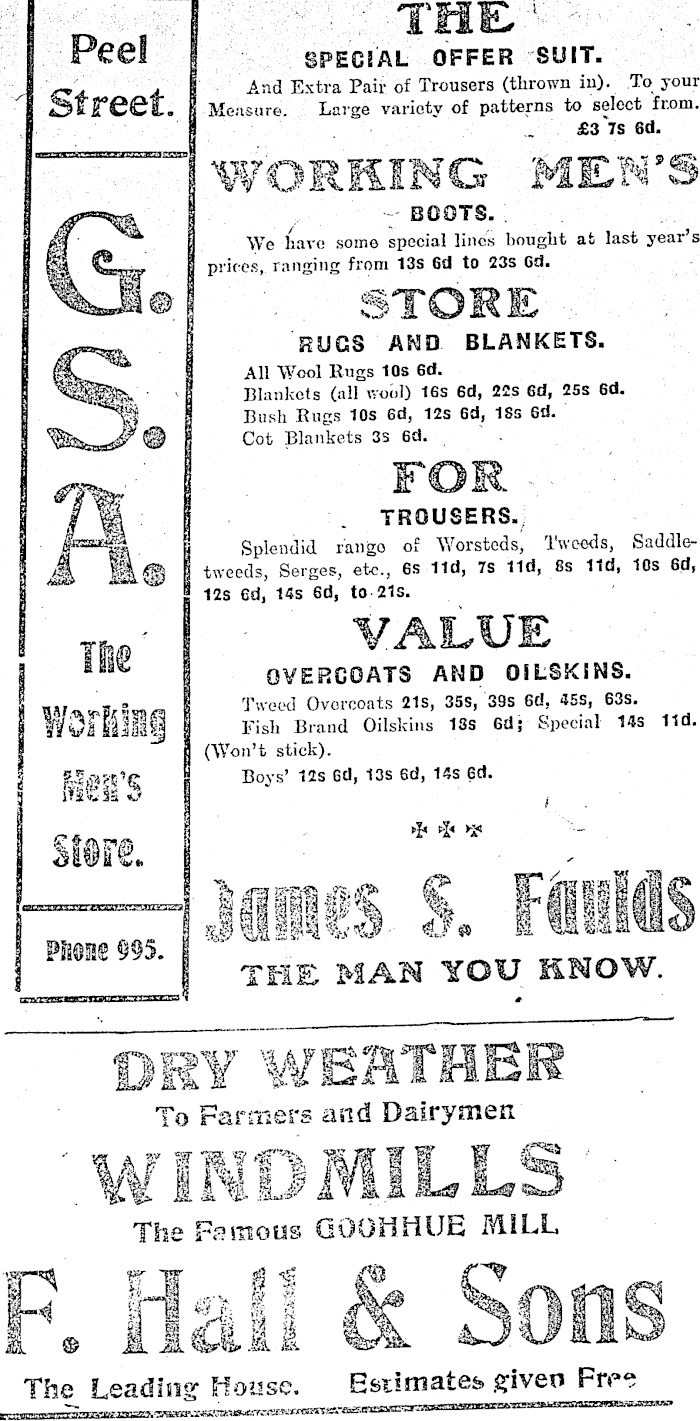 Peel
Street.
G.
S.
A.
The
Working
Men's
Store.
Phone 995.
THE
SPECIAL OFFER SUIT.
And Extra Pair of Trousers (thrown in). To your
Measure. Large variety of patterns to select from.
£3 7s 6d.
WORKING MEN'S
BOOTS.
We have some special lines bought at last year's
prices, ranging from 13s 6d to 23s 6d.
STORE
RUGS AND BLANKETS.
All Wool Rugs 10s 6d.
Blankets (all wool) 16s 6d, 22s 6d, 25s 6d.
Bush Rugs 10s 6d, 12s 6d, 18s 6d.
Cot Blankets 3s 6d.
FOR
TROUSERS.
Splendid range of Worsteds, Tweeds, Saddle-
tweeds, Serges, etc., 6s 11d, 7s 11d, 8s 11d, 10s 6d,
12s 6d, 14s 6d, to 21s.
VALUE
OVERCOATS AND OILSKINS.
Tweed Overcoats 21s, 35s, 39s 6d, 45s, 63s.
Fish Brand Oilskins 13s 6d; Special 14s 11d.
(Won't stick).
Boys' 12s 6d, 13s 6d, 14s 6d.
James S. Faulds
THE MAN YOU KNOW.
DRY WEATHER
To Farmers and Dairymen
WINDMILLS
The Famous GOOHHUE MILL
F. Hall & Sons
The Leading House. Estimates given Free